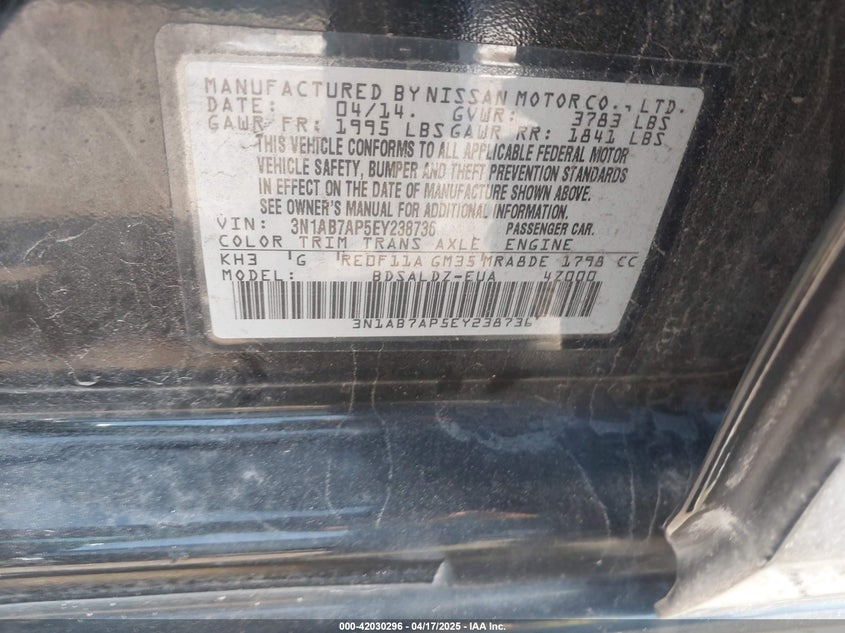 MANUFACTURED BY NISSAN MOTOR CO., LTD.
DATE: 04/14. GVWR: 3783 LBS
GAWR FR: 1995 LBS GAWR RR: 1841 LBS
THIS VEHICLE CONFORMS TO ALL APPLICABLE FEDERAL MOTOR
VEHICLE SAFETY, BUMPER AND THEFT PREVENTION STANDARDS
IN EFFECT ON THE DATE OF MANUFACTURE SHOWN ABOVE.
SEE OWNER'S MANUAL FOR ADDITIONAL INFORMATION.
VIN: 3N1AB7AP5EY238736 PASSENGER CAR.
COLOR TRIM TRANS AXLE ENGINE
KH3 G RE0F11A GM35 MRA8DE 1798 CC
MODEL: BDSALDZ-EUA 4Z000
3N1AB7AP5EY238736
000-42030296 - 04/17/2025 - IAA Inc.